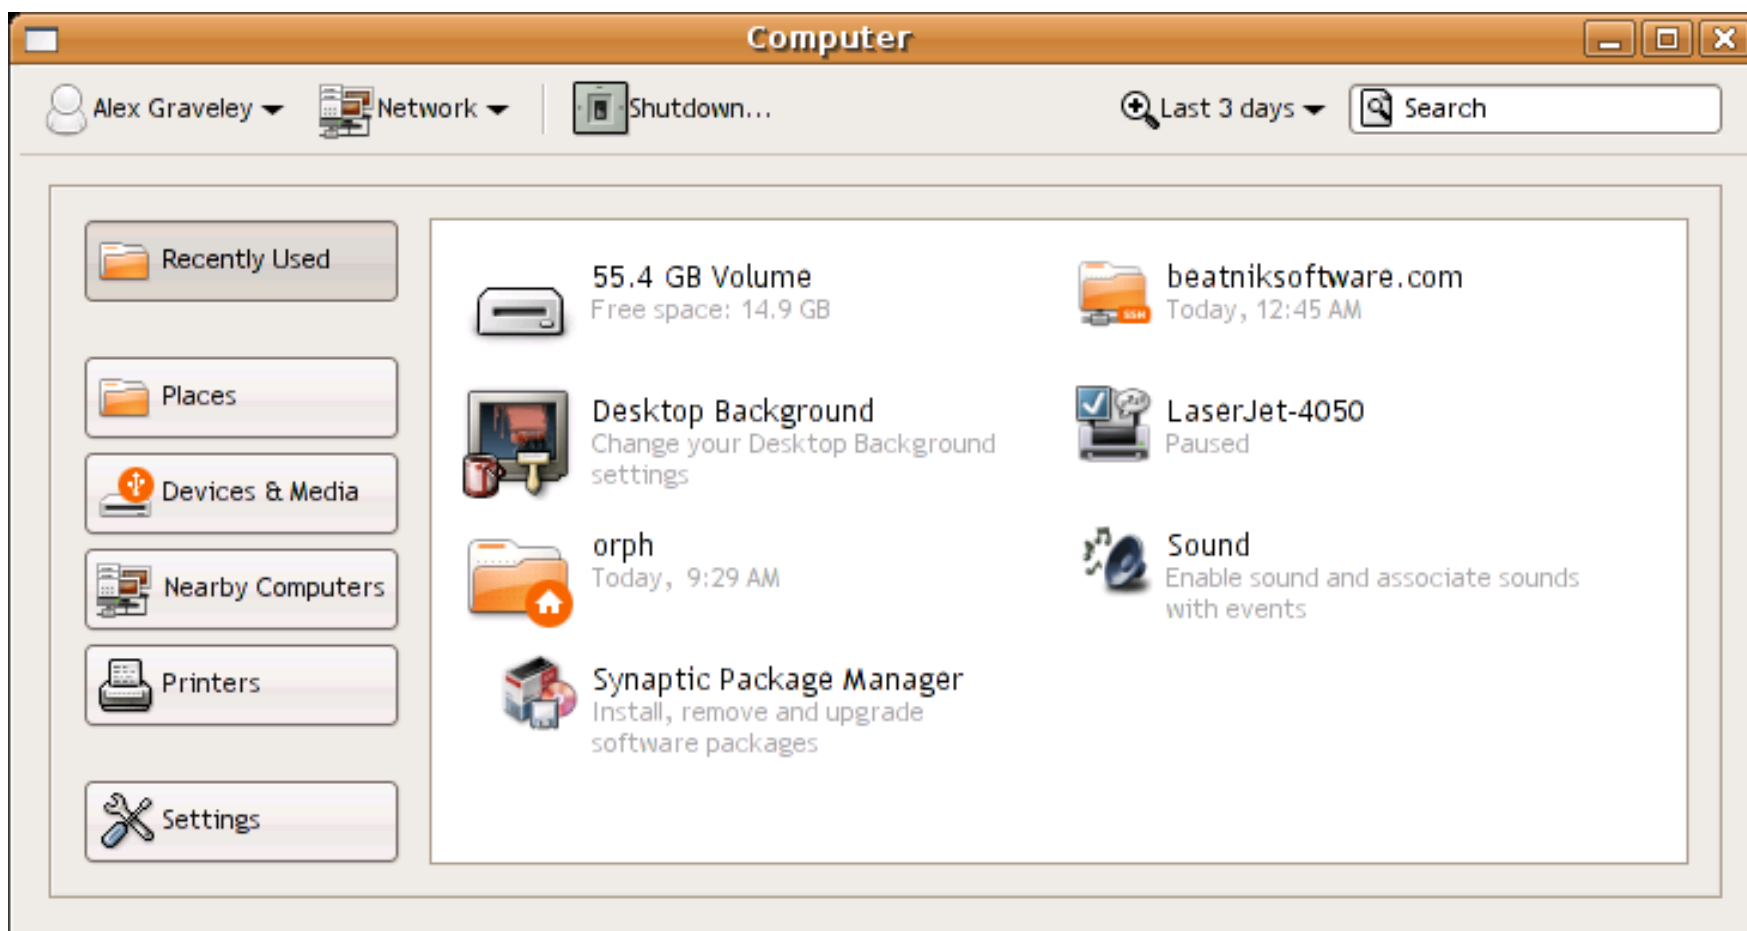 Computer
Alex Graveley
Network
Shutdown...
Last 3 days
Search
Recently Used
Places
Devices & Media
Nearby Computers
Printers
Settings
55.4 GB Volume
Free space: 14.9 GB
beatniksoftware.com
SSH
Today, 12:45 AM
Desktop Background
Change your Desktop Background
settings
LaserJet-4050
Paused
orph
Today, 9:29 AM
Sound
Enable sound and associate sounds
with events
Synaptic Package Manager
Install, remove and upgrade
software packages